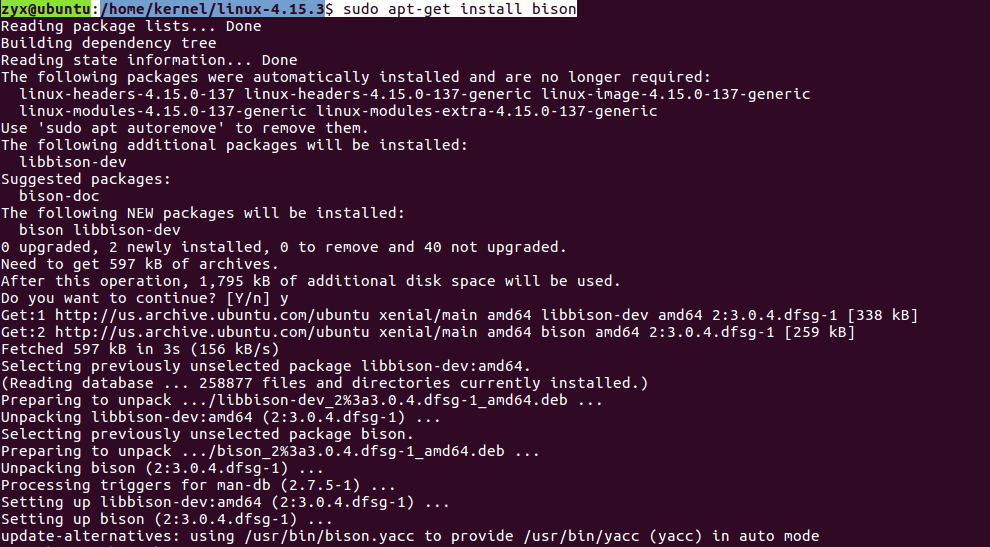 zyx@ubuntu:/home/kernel/linux-4.15.3$ sudo apt-get install bison
Reading package lists... Done
Building dependency tree
Reading state information... Done
The following packages were automatically installed and are no longer required:
  linux-headers-4.15.0-137 linux-headers-4.15.0-137-generic linux-image-4.15.0-137-generic
  linux-modules-4.15.0-137-generic linux-modules-extra-4.15.0-137-generic
Use 'sudo apt autoremove' to remove them.
The following additional packages will be installed:
  libbison-dev
Suggested packages:
  bison-doc
The following NEW packages will be installed:
  bison libbison-dev
0 upgraded, 2 newly installed, 0 to remove and 40 not upgraded.
Need to get 597 kB of archives.
After this operation, 1,795 kB of additional disk space will be used.
Do you want to continue? [Y/n] y
Get:1 http://us.archive.ubuntu.com/ubuntu xenial/main amd64 libbison-dev amd64 2:3.0.4.dfsg-1 [338 kB]
Get:2 http://us.archive.ubuntu.com/ubuntu xenial/main amd64 bison amd64 2:3.0.4.dfsg-1 [259 kB]
Fetched 597 kB in 3s (156 kB/s)
Selecting previously unselected package libbison-dev:amd64.
(Reading database ... 258877 files and directories currently installed.)
Preparing to unpack .../libbison-dev_2%3a3.0.4.dfsg-1_amd64.deb ...
Unpacking libbison-dev:amd64 (2:3.0.4.dfsg-1) ...
Selecting previously unselected package bison.
Preparing to unpack .../bison_2%3a3.0.4.dfsg-1_amd64.deb ...
Unpacking bison (2:3.0.4.dfsg-1) ...
Processing triggers for man-db (2.7.5-1) ...
Setting up libbison-dev:amd64 (2:3.0.4.dfsg-1) ...
Setting up bison (2:3.0.4.dfsg-1) ...
update-alternatives: using /usr/bin/bison.yacc to provide /usr/bin/yacc (yacc) in auto mode